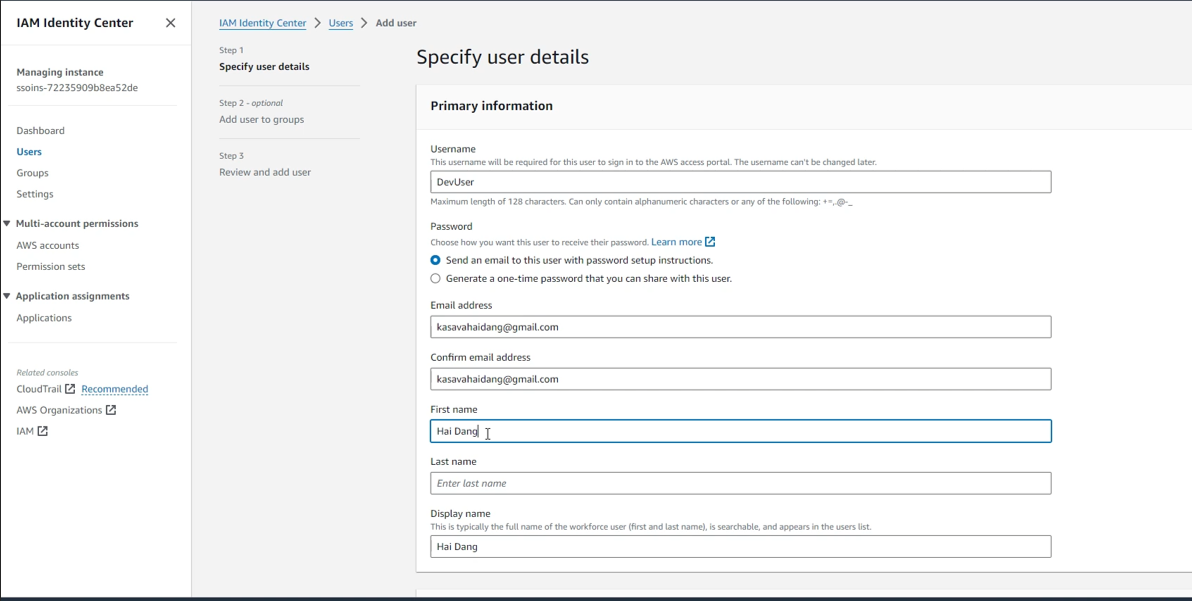 IAM Identity Center
Managing instance
ssoins-72235909b8ea52de
Dashboard
Users
Groups
Settings
Multi-account permissions
AWS accounts
Permission sets
Application assignments
Applications
Related consoles
CloudTrail Recommended
AWS Organizations
IAM
IAM Identity Center > Users > Add user
Step 1
Specify user details
Step 2 - optional
Add user to groups
Step 3
Review and add user
Specify user details
Primary information
Username
This username will be required for this user to sign in to the AWS access portal. The username can't be changed later.
DevUser
Maximum length of 128 characters. Can only contain alphanumeric characters or any of the following: +=,.@-_
Password
Choose how you want this user to receive their password. Learn more
Send an email to this user with password setup instructions.
Generate a one-time password that you can share with this user.
Email address
kasavahaidang@gmail.com
Confirm email address
kasavahaidang@gmail.com
First name
Hai Dang
Last name
Enter last name
Display name
This is typically the full name of the workforce user (first and last name), is searchable, and appears in the users list.
Hai Dang